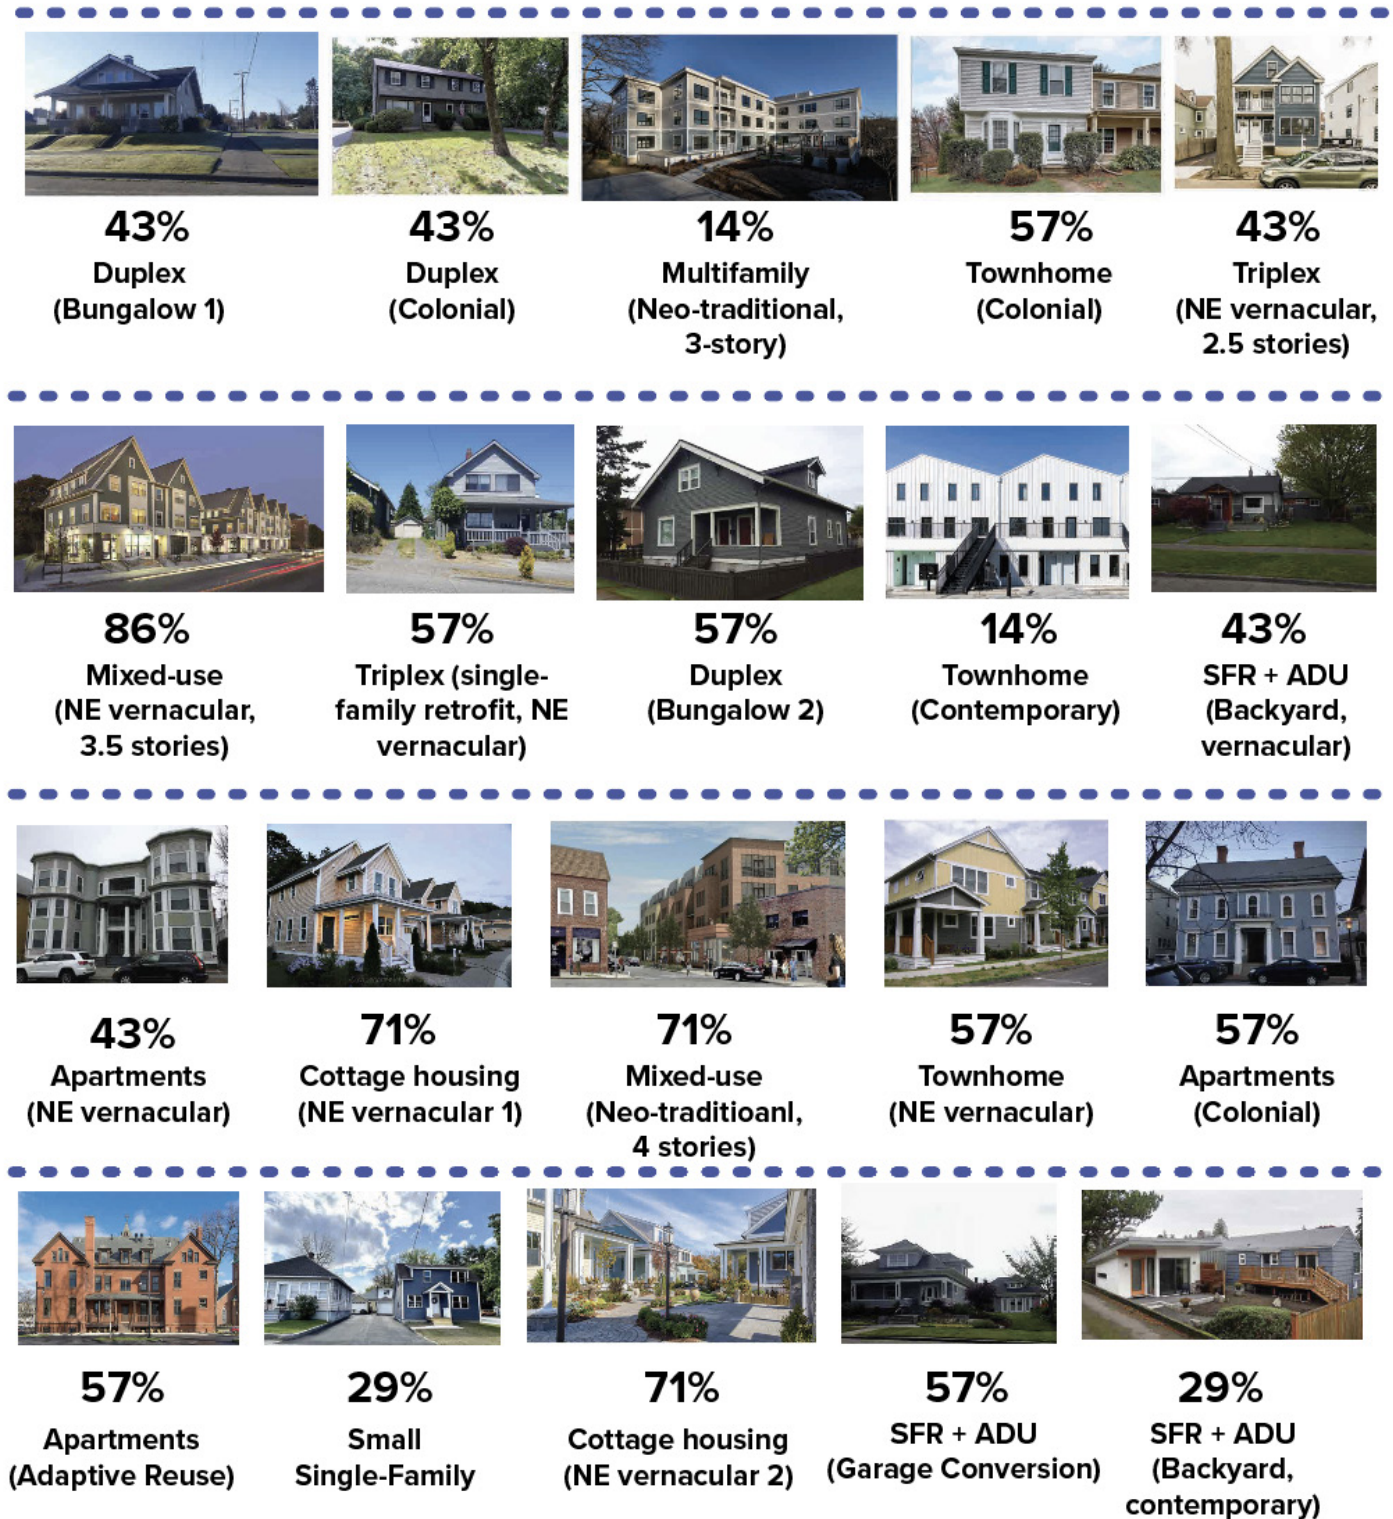 43%
Duplex
(Bungalow 1)
43%
Duplex
(Colonial)
14%
Multifamily
(Neo-traditional,
3-story)
57%
Townhome
(Colonial)
43%
Triplex
(NE vernacular,
2.5 stories)
86%
Mixed-use
(NE vernacular,
3.5 stories)
57%
Triplex (single-
family retrofit, NE
vernacular)
57%
Duplex
(Bungalow 2)
14%
Townhome
(Contemporary)
43%
SFR + ADU
(Backyard,
vernacular)
43%
Apartments
(NE vernacular)
71%
Cottage housing
(NE vernacular 1)
71%
Mixed-use
(Neo-traditioanl,
4 stories)
57%
Townhome
(NE vernacular)
57%
Apartments
(Colonial)
57%
Apartments
(Adaptive Reuse)
29%
Small
Single-Family
71%
Cottage housing
(NE vernacular 2)
57%
SFR + ADU
(Garage Conversion)
29%
SFR + ADU
(Backyard,
contemporary)